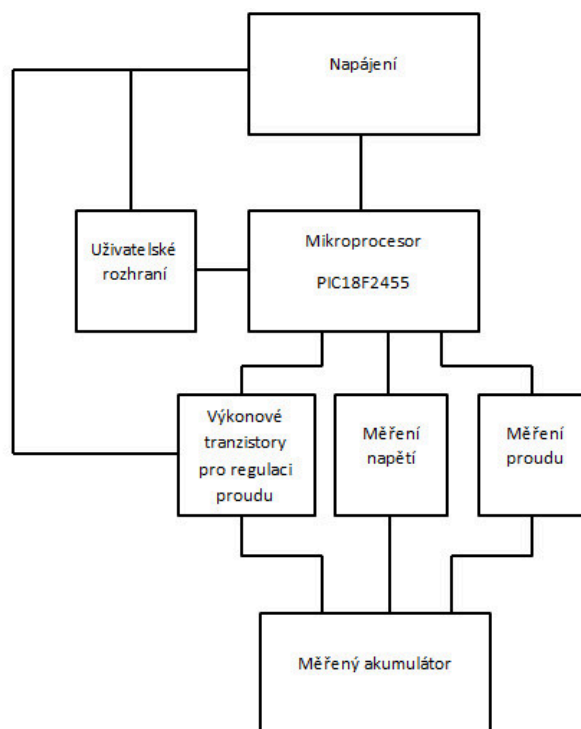 Napájení
Mikroprocesor
PIC18F2455
Uživatelské
rozhraní
Výkonové
tranzistory
pro regulaci
proudu
Měření
napětí
Měření
proudu
Měřený akumulátor